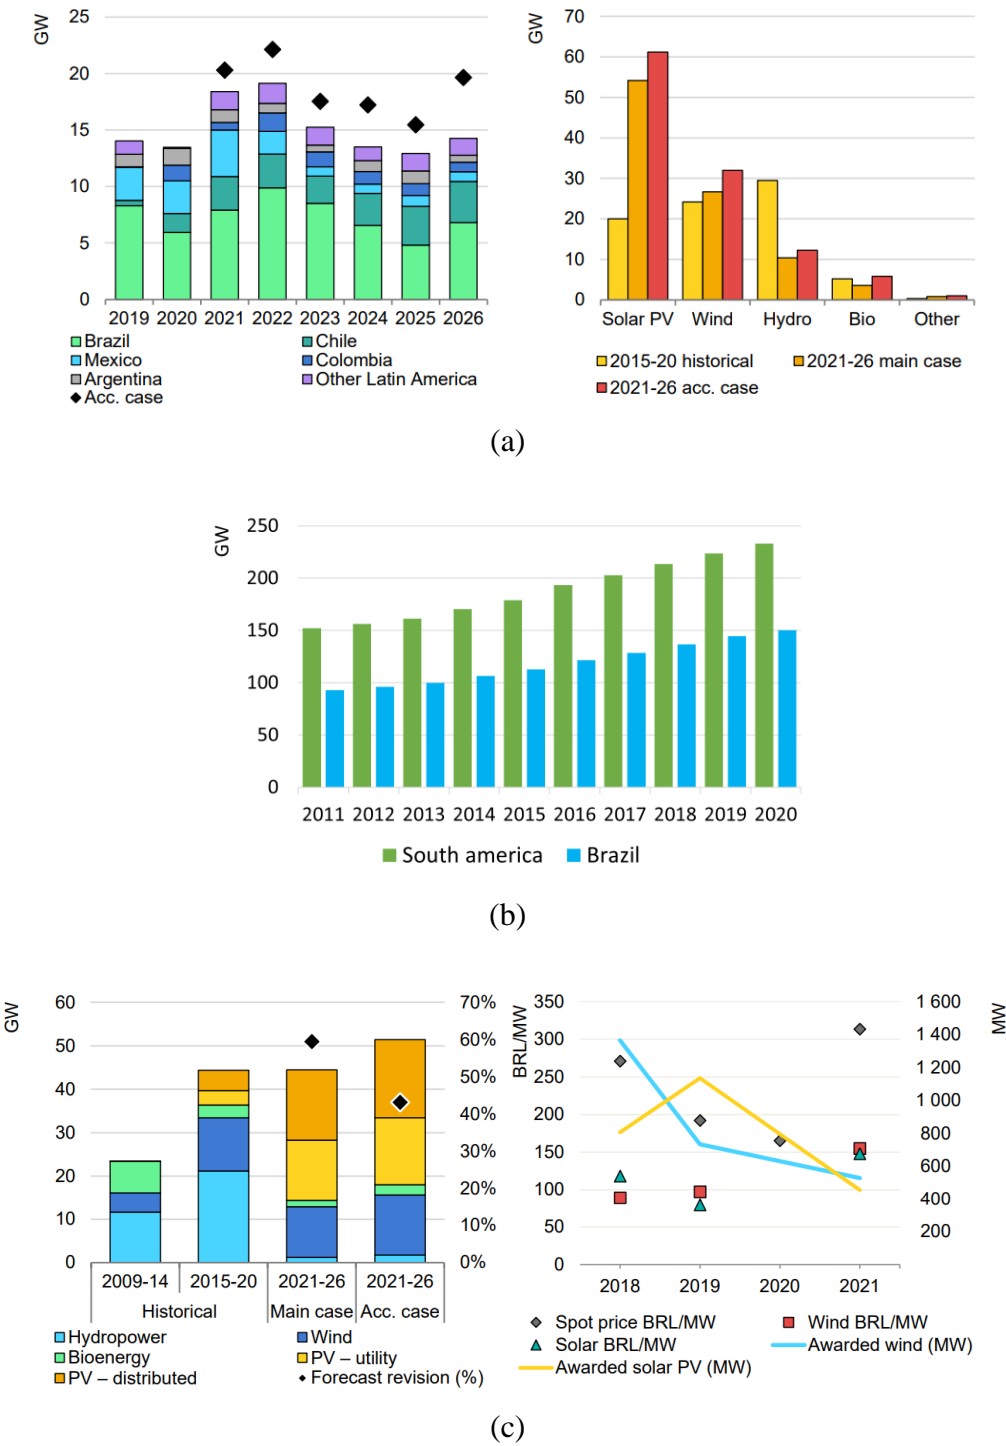 GW
25
20
15
10
5
0
2019 2020 2021 2022 2023 2024 2025 2026
Brazil
Chile
Mexico
Colombia
Argentina
Other Latin America
Acc. case
GW
70
60
50
40
30
20
10
0
Solar PV Wind Hydro Bio Other
2015-20 historical
2021-26 main case
2021-26 acc. case
(a)
GW
250
200
150
100
50
0
2011 2012 2013 2014 2015 2016 2017 2018 2019 2020
South america
Brazil
(b)
GW
60
50
40
30
20
10
0
70%
60%
50%
40%
30%
20%
10%
0%
2009-14 2015-20 2021-26 2021-26
Historical Main case Acc. case
Hydropower
Wind
Bioenergy
PV – utility
PV – distributed
Forecast revision (%)
BRL/MW
350
300
250
200
150
100
50
0
MW
1 600
1 400
1 200
1 000
800
600
400
200
2018 2019 2020 2021
Spot price BRL/MW
Wind BRL/MW
Solar BRL/MW
Awarded wind (MW)
Awarded solar PV (MW)
(c)